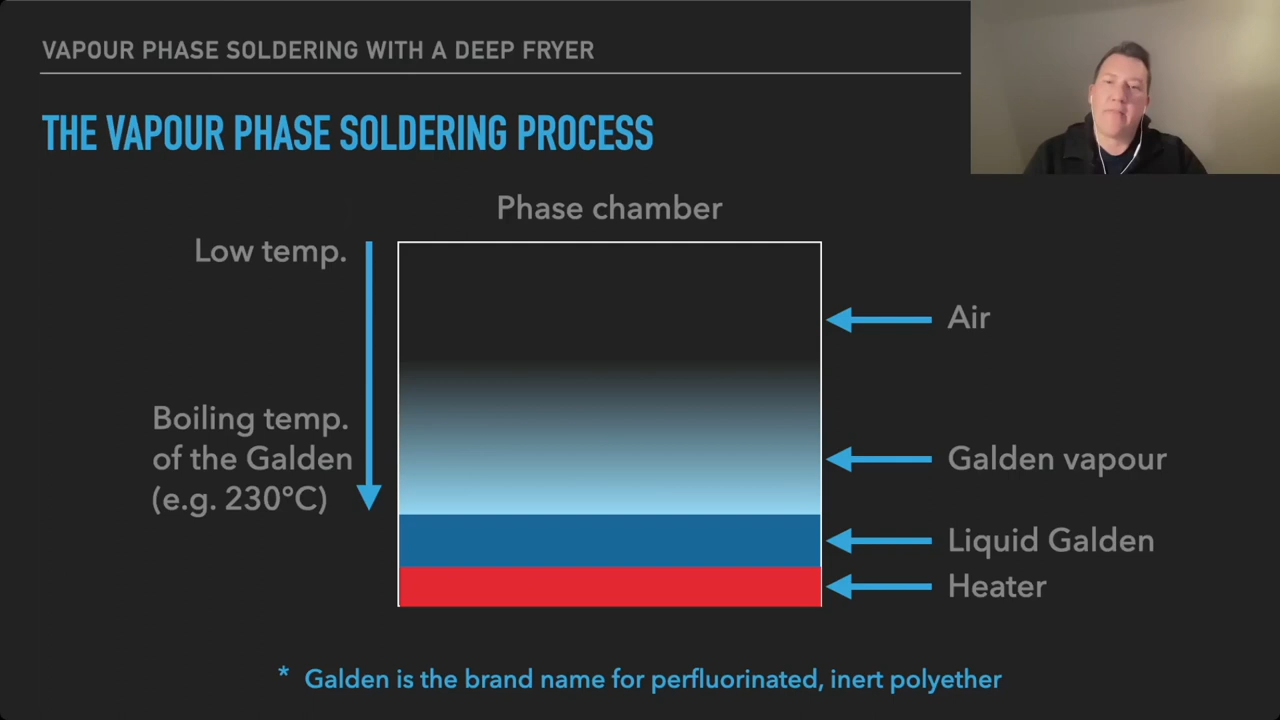 VAPOUR PHASE SOLDERING WITH A DEEP FRYER
THE VAPOUR PHASE SOLDERING PROCESS
Phase chamber
Low temp.
Air
Boiling temp.
of the Galden
(e.g. 230°C)
Galden vapour
Liquid Galden
Heater
* Galden is the brand name for perfluorinated, inert polyether